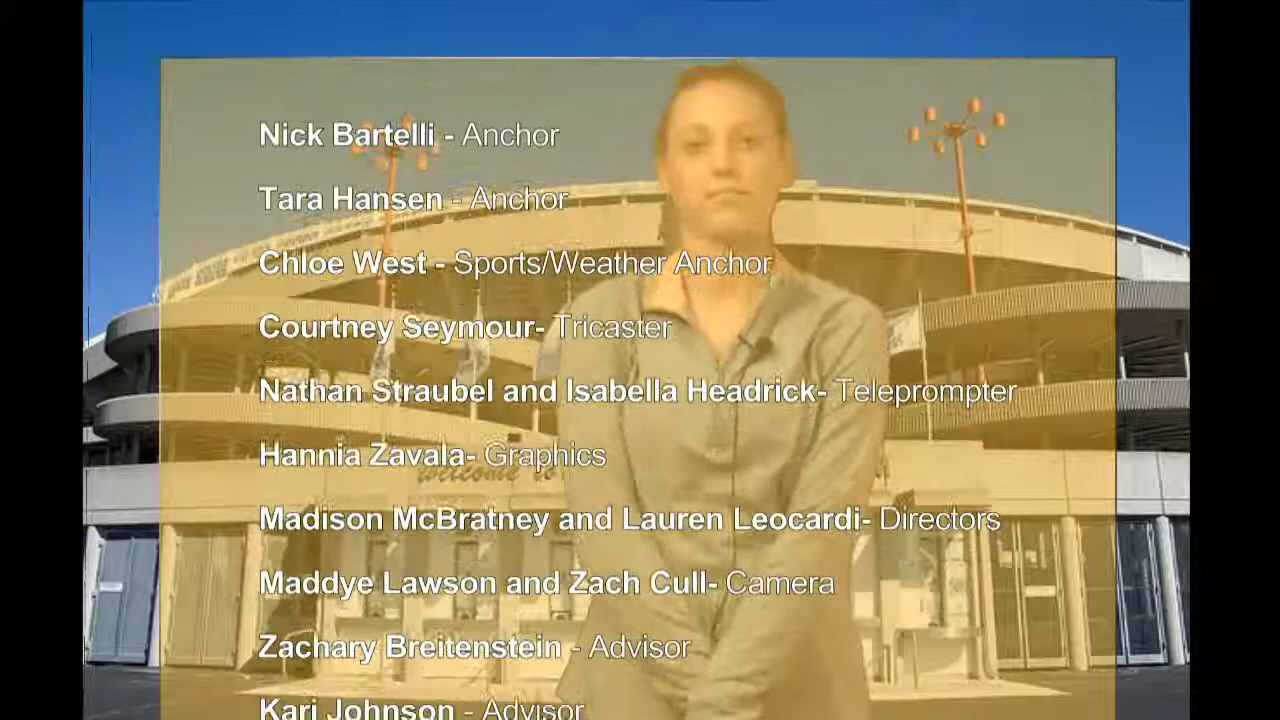 Nick Bartelli - Anchor
Tara Hansen - Anchor
Chloe West - Sports/Weather Anchor
Courtney Seymour- Tricaster
Nathan Straubel and Isabella Headrick- Teleprompter
Hannia Zavala- Graphics
welcome to
Madison McBratney and Lauren Leocardi- Directors
Maddye Lawson and Zach Cull- Camera
Zachary Breitenstein - Advisor
Kari Johnson - Advisor